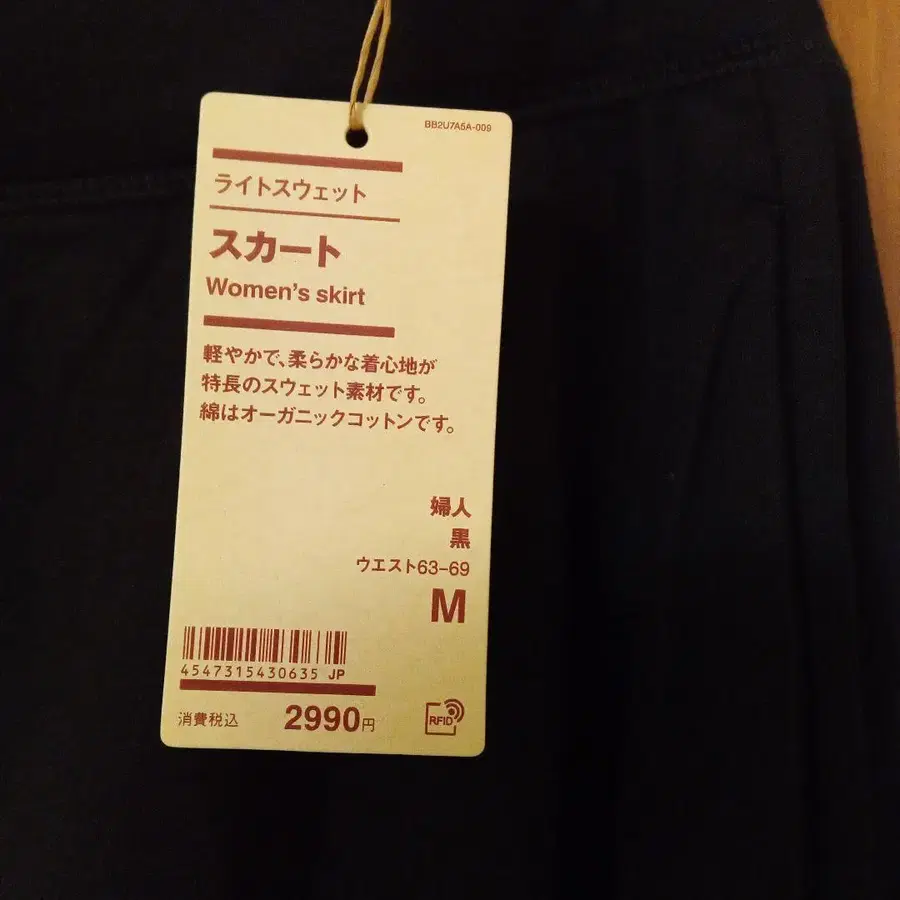 BB2U7A5A-009
ライトスウェット
スカート
Women's skirt
軽やかで、柔らかな着心地が
特長のスウェット素材です。
綿はオーガニックコットンです。
婦人
黒
ウエスト63-69
M
4547315430635 JP
消費税込 2990円
RFID